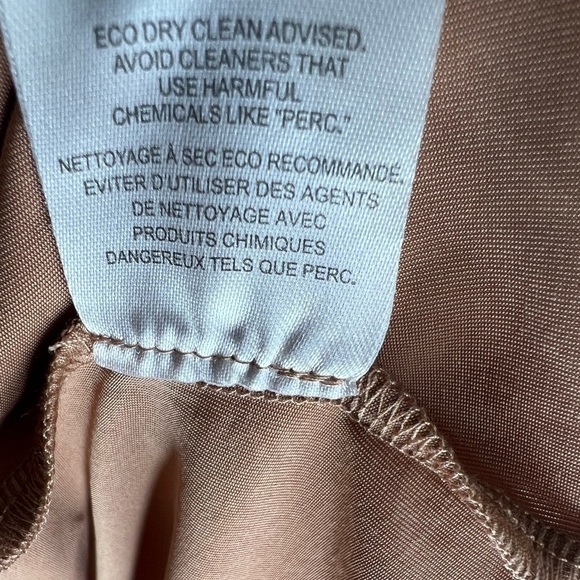 ECO DRY CLEAN ADVISED.
AVOID CLEANERS THAT
USE HARMFUL
CHEMICALS LIKE "PERC."
NETTOYAGE À SEC ECO RECOMMANDÉ.
EVITER D'UTILISER DES AGENTS
DE NETTOYAGE AVEC
PRODUITS CHIMIQUES
DANGEREUX TELS QUE PERC.